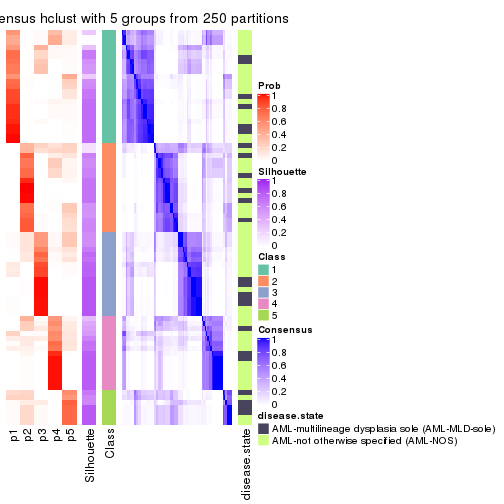 ensus hclust with 5 groups from 250 partitions
Prob
1
0.8
0.6
0.4
0.2
0
Silhouette
1
0.8
0.6
0.4
0.2
0
Class
1
2
3
4
5
Consensus
1
0.8
0.6
0.4
0.2
0
disease.state
AML-multilineage dysplasia sole (AML-MLD-sole)
AML-not otherwise specified (AML-NOS)
p1
p2
p3
p4
p5
Silhouette
Class
disease.state